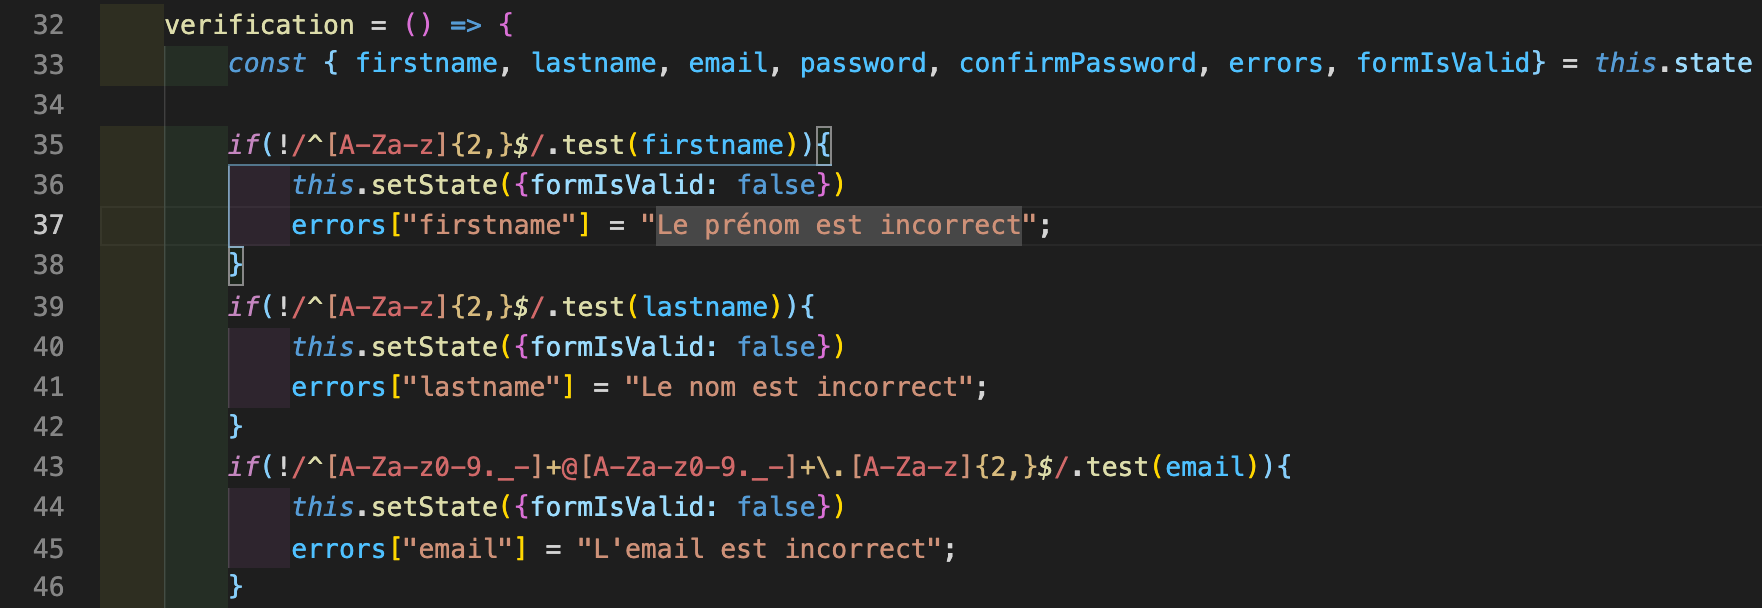 32 verification = () => {
33 const { firstname, lastname, email, password, confirmPassword, errors, formIsValid} = this.state
34
35 if(!/^[A-Za-z]{2,}$/.test(firstname)){
36 this.setState({formIsValid: false})
37 errors["firstname"] = "Le prénom est incorrect";
38 }
39 if(!/^[A-Za-z]{2,}$/.test(lastname)){
40 this.setState({formIsValid: false})
41 errors["lastname"] = "Le nom est incorrect";
42 }
43 if(!/^[A-Za-z0-9._-]+@[A-Za-z0-9._-]+\.[A-Za-z]{2,}$/.test(email)){
44 this.setState({formIsValid: false})
45 errors["email"] = "L'email est incorrect";
46 }